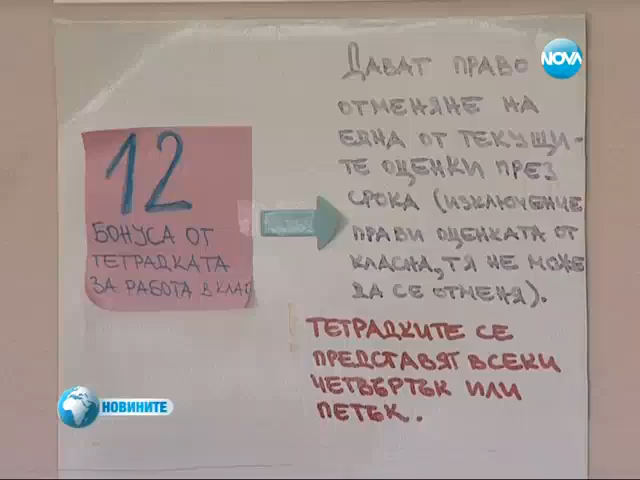 NOVA
12
БОНУСА ОТ
ТЕТРАДКАТА
ЗА РАБОТА В КЛАС
ДАВАТ ПРАВО
ОТМЕНЯНЕ НА
ЕДНА ОТ ТЕКУЩИ-
ТЕ ОЦЕНКИ ПРЕЗ
СРОКА (ИЗКЛЮЧЕНИЕ
ПРАВИ ОЦЕНКАТА ОТ
КЛАСНА, ТЯ НЕ МОЖЕ
ДА СЕ ОТМЕНЯ).
ТЕТРАДКИТЕ СЕ
ПРЕДСТАВЯТ ВСЕКИ
ЧЕТВЪРТЪК ИЛИ
ПЕТЪК.
НОВИНИТЕ